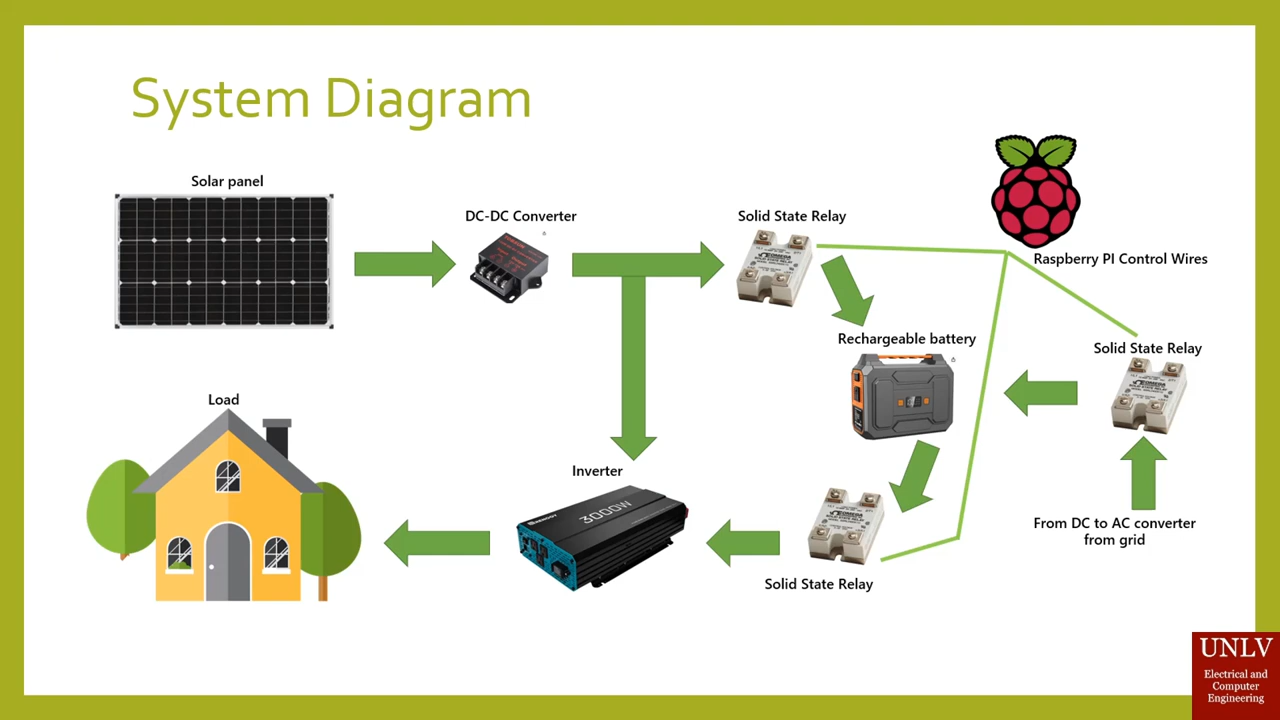 System Diagram
Solar panel
DC-DC Converter
Solid State Relay
Raspberry PI Control Wires
Rechargeable battery
Solid State Relay
Load
Inverter
3000W
From DC to AC converter
from grid
Solid State Relay
UNLV
Electrical and
Computer
Engineering